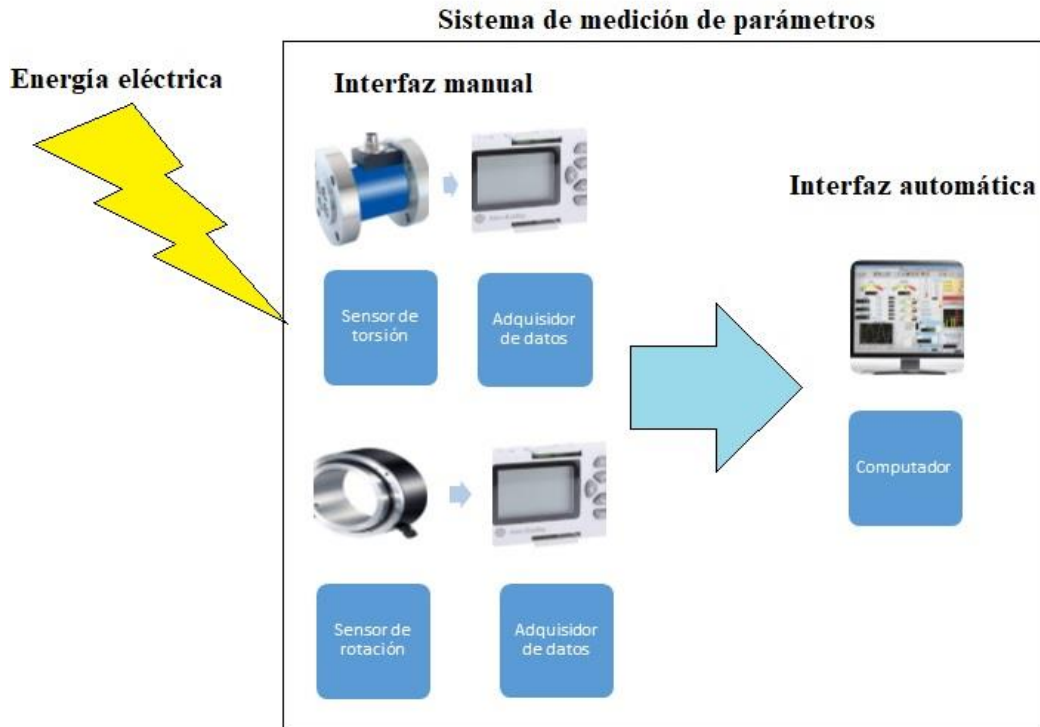 Sistema de medición de parámetros
Energía eléctrica
Interfaz manual
Interfaz automática
Sensor de
torsión
Adquisidor
de datos
Computador
Sensor de
rotación
Adquisidor
de datos